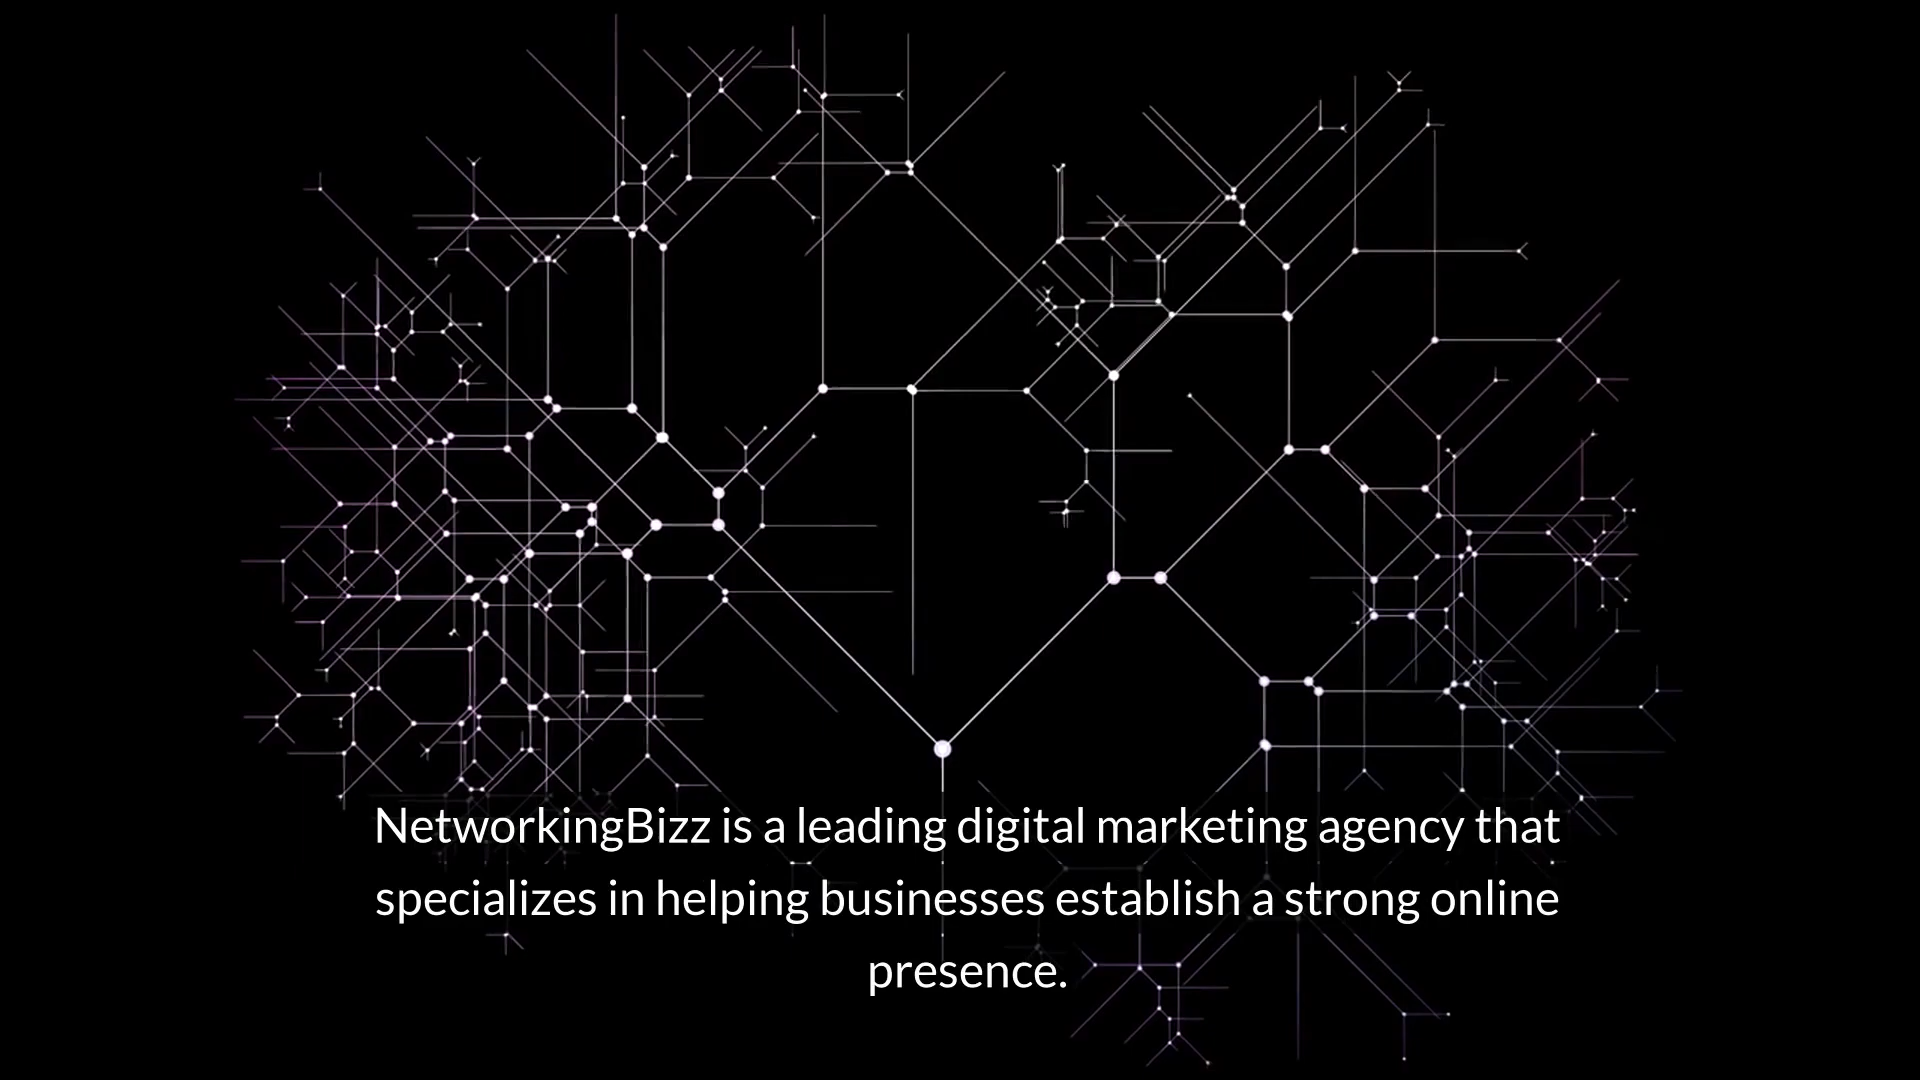 NetworkingBizz is a leading digital marketing agency that
specializes in helping businesses establish a strong online
presence.